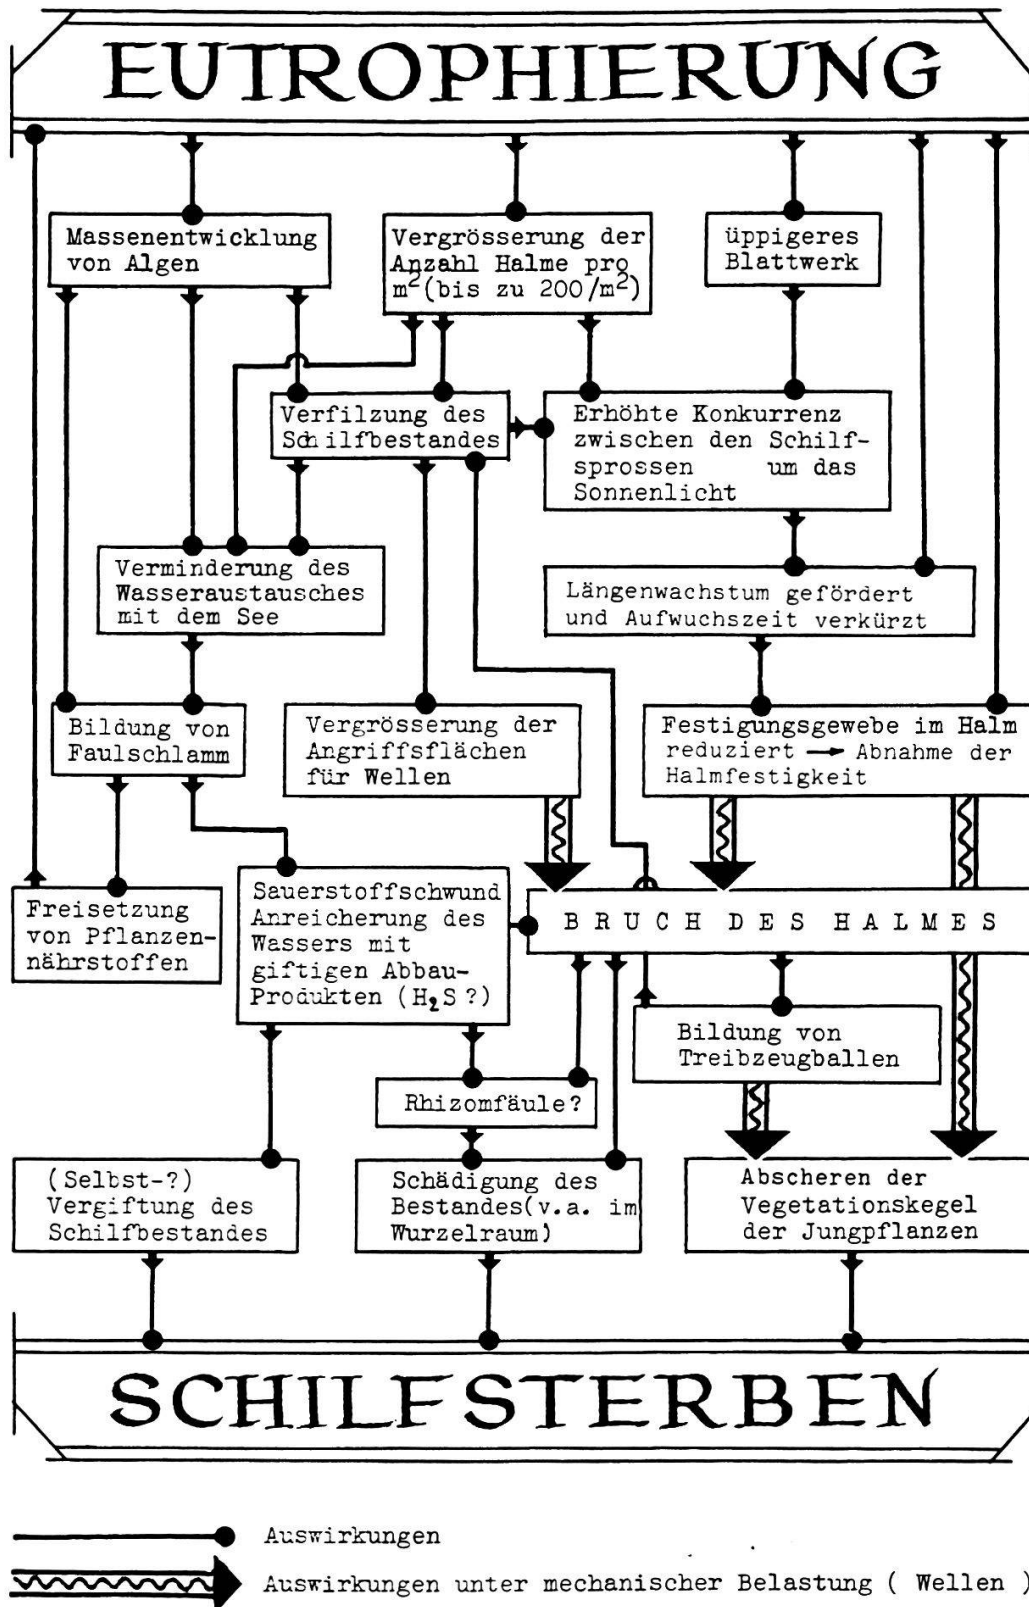 EUTROPHIERUNG
Massenentwicklung
von Algen
Vergrösserung der
Anzahl Halme pro
m²(bis zu 200/m²)
üppigeres
Blattwerk
Verfilzung des
Schilfbestandes
Erhöhte Konkurrenz
zwischen den Schilf-
sprossen um das
Sonnenlicht
Verminderung des
Wasseraustausches
mit dem See
Längenwachstum gefördert
und Aufwuchszeit verkürzt
Bildung von
Faulschlamm
Vergrösserung der
Angriffsflächen
für Wellen
Festigungsgewebe im Halm
reduziert → Abnahme der
Halmfestigkeit
Freisetzung
von Pflanzen-
nährstoffen
Sauerstoffschwund
Anreicherung des
Wassers mit
giftigen Abbau-
Produkten (H₂S?)
BRUCH DES HALMES
Bildung von
Treibzeugballen
Rhizomfäule?
(Selbst-?)
Vergiftung des
Schilfbestandes
Schädigung des
Bestandes(v.a. im
Wurzelraum)
Abscheren der
Vegetationskegel
der Jungpflanzen
SCHILFSTERBEN
Auswirkungen
Auswirkungen unter mechanischer Belastung ( Wellen )